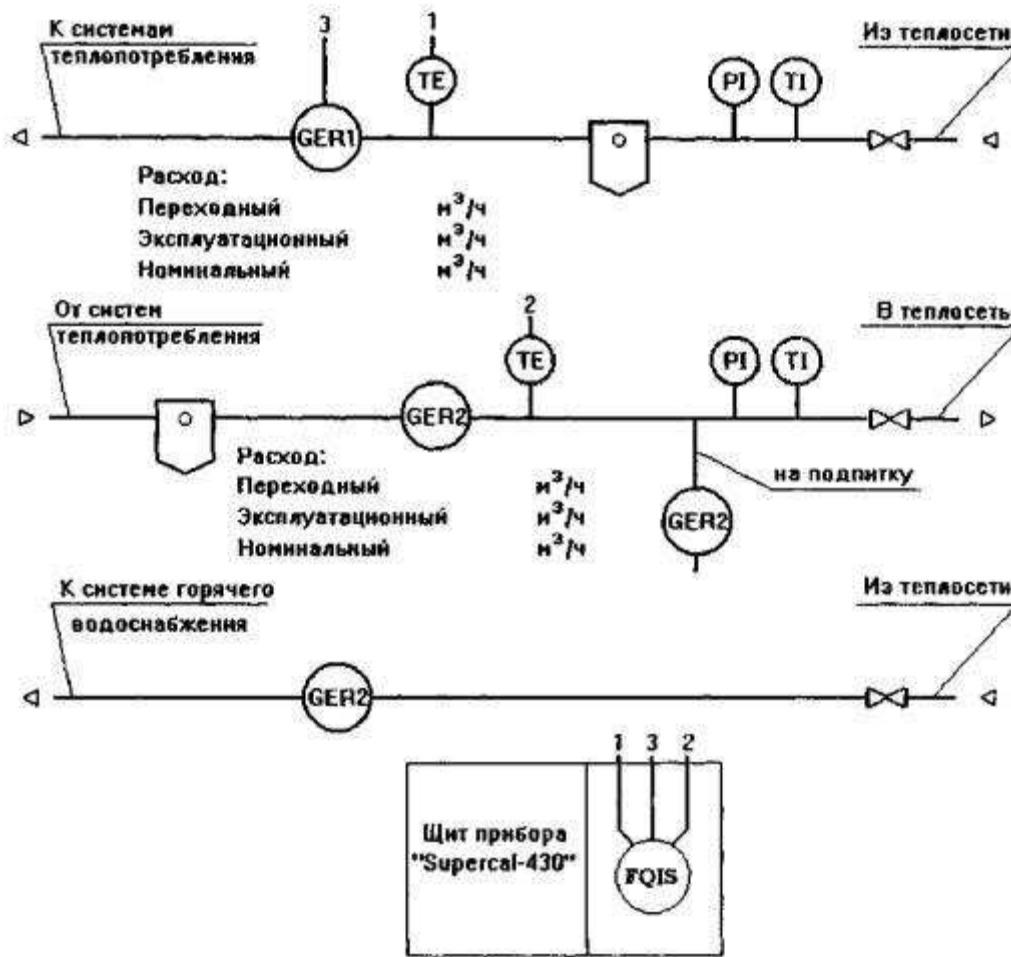 3
1
К системам
теплопотребления
Из теплосети
TE
PI
TI
GER1
Расход:
Переходный м³/ч
Эксплуатационный м³/ч
Номинальный м³/ч
От систем
теплопотребления
2
В теплосеть
TE
PI
TI
GER2
Расход:
Переходный м³/ч
Эксплуатационный м³/ч
Номинальный м³/ч
на подпитку
GER2
К системе горячего
водоснабжения
Из теплосети
GER2
1 3 2
Щит прибора
"Supercal-430"
FQIS